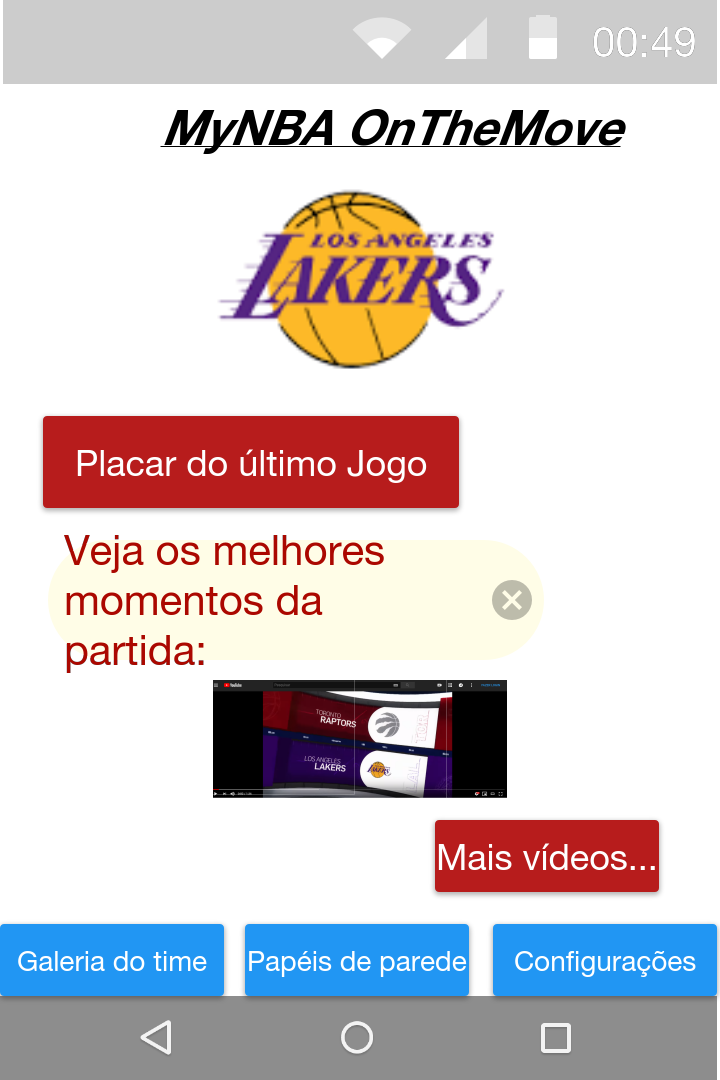 00:49
MyNBA OnTheMove
LOS ANGELES
LAKERS
Placar do último Jogo
Veja os melhores
momentos da
partida:
YouTube
TORONTO
RAPTORS
LOS ANGELES
LAKERS
LAKERS
Mais vídeos...
Galeria do time
Papéis de parede
Configurações